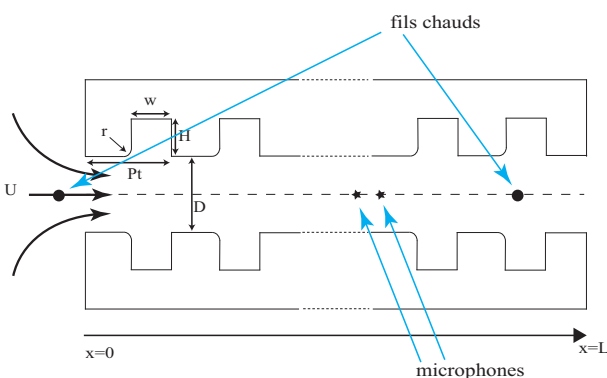 fils chauds
w
r
H
Pt
U
D
x=0
x=L
microphones